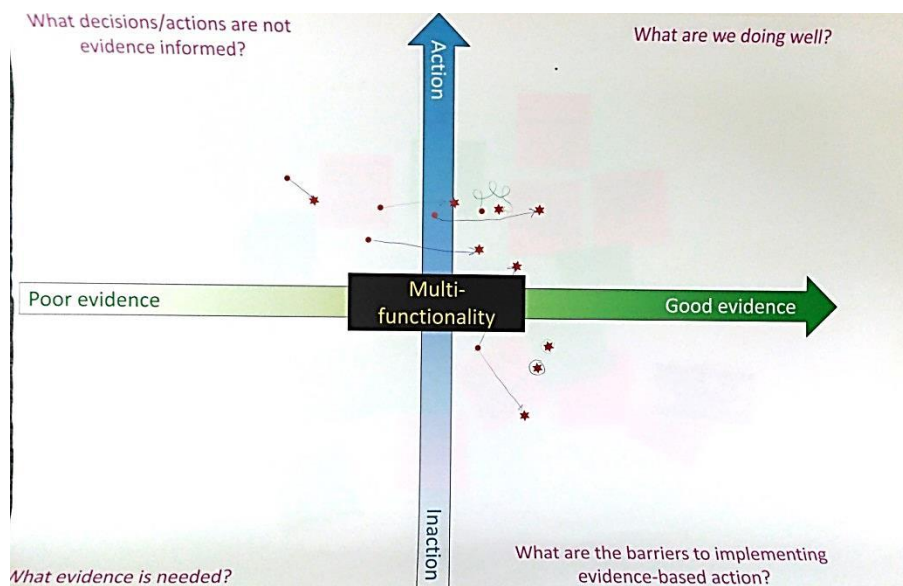 What decisions/actions are not
evidence informed?
What are we doing well?
Action
Poor evidence
Multi-
functionality
Good evidence
Inaction
What evidence is needed?
What are the barriers to implementing
evidence-based action?